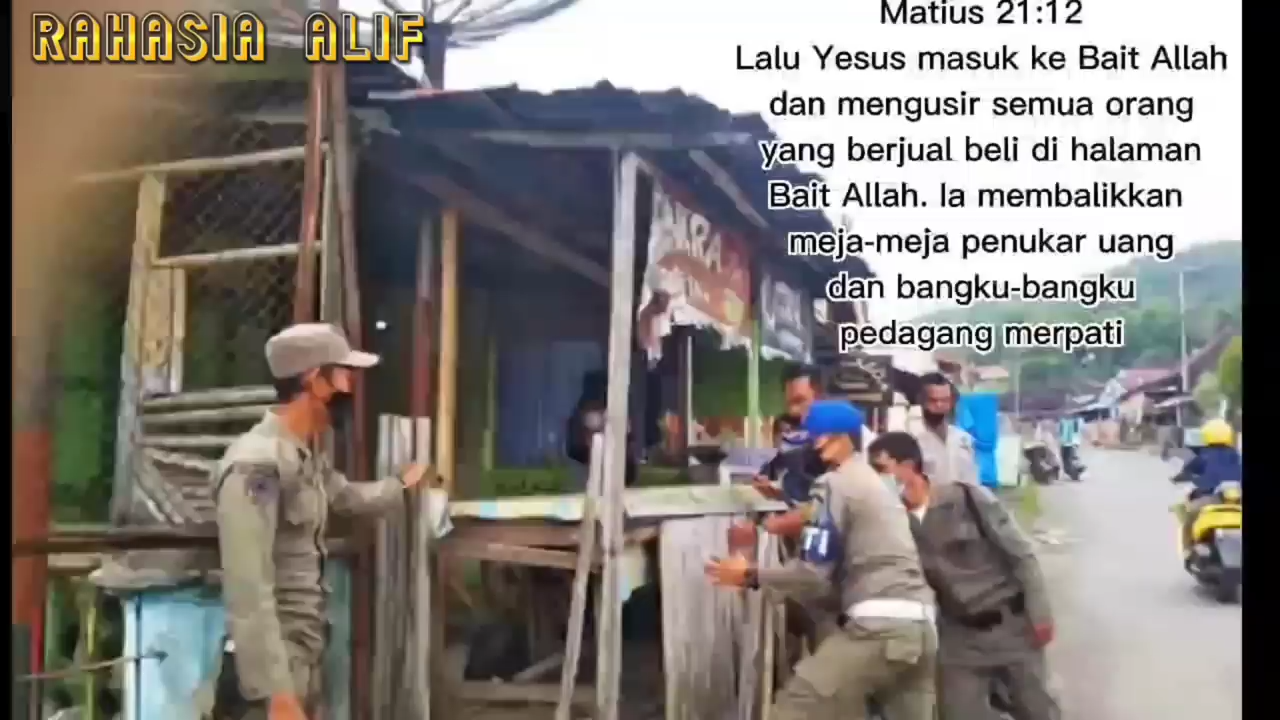 RAHASIA ALIF
Matius 21:12
Lalu Yesus masuk ke Bait Allah
dan mengusir semua orang
yang berjual beli di halaman
Bait Allah. Ia membalikkan
meja-meja penukar uang
dan bangku-bangku
pedagang merpati